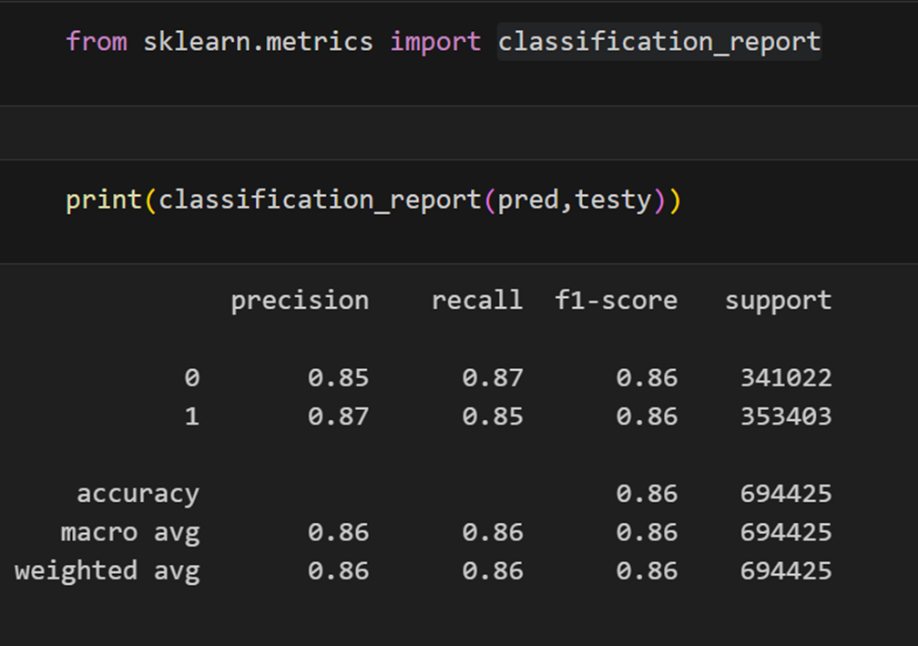 from sklearn.metrics import classification_report
print(classification_report(pred,testy))
precision recall f1-score support
0 0.85 0.87 0.86 341022
1 0.87 0.85 0.86 353403
accuracy 0.86 694425
macro avg 0.86 0.86 0.86 694425
weighted avg 0.86 0.86 0.86 694425